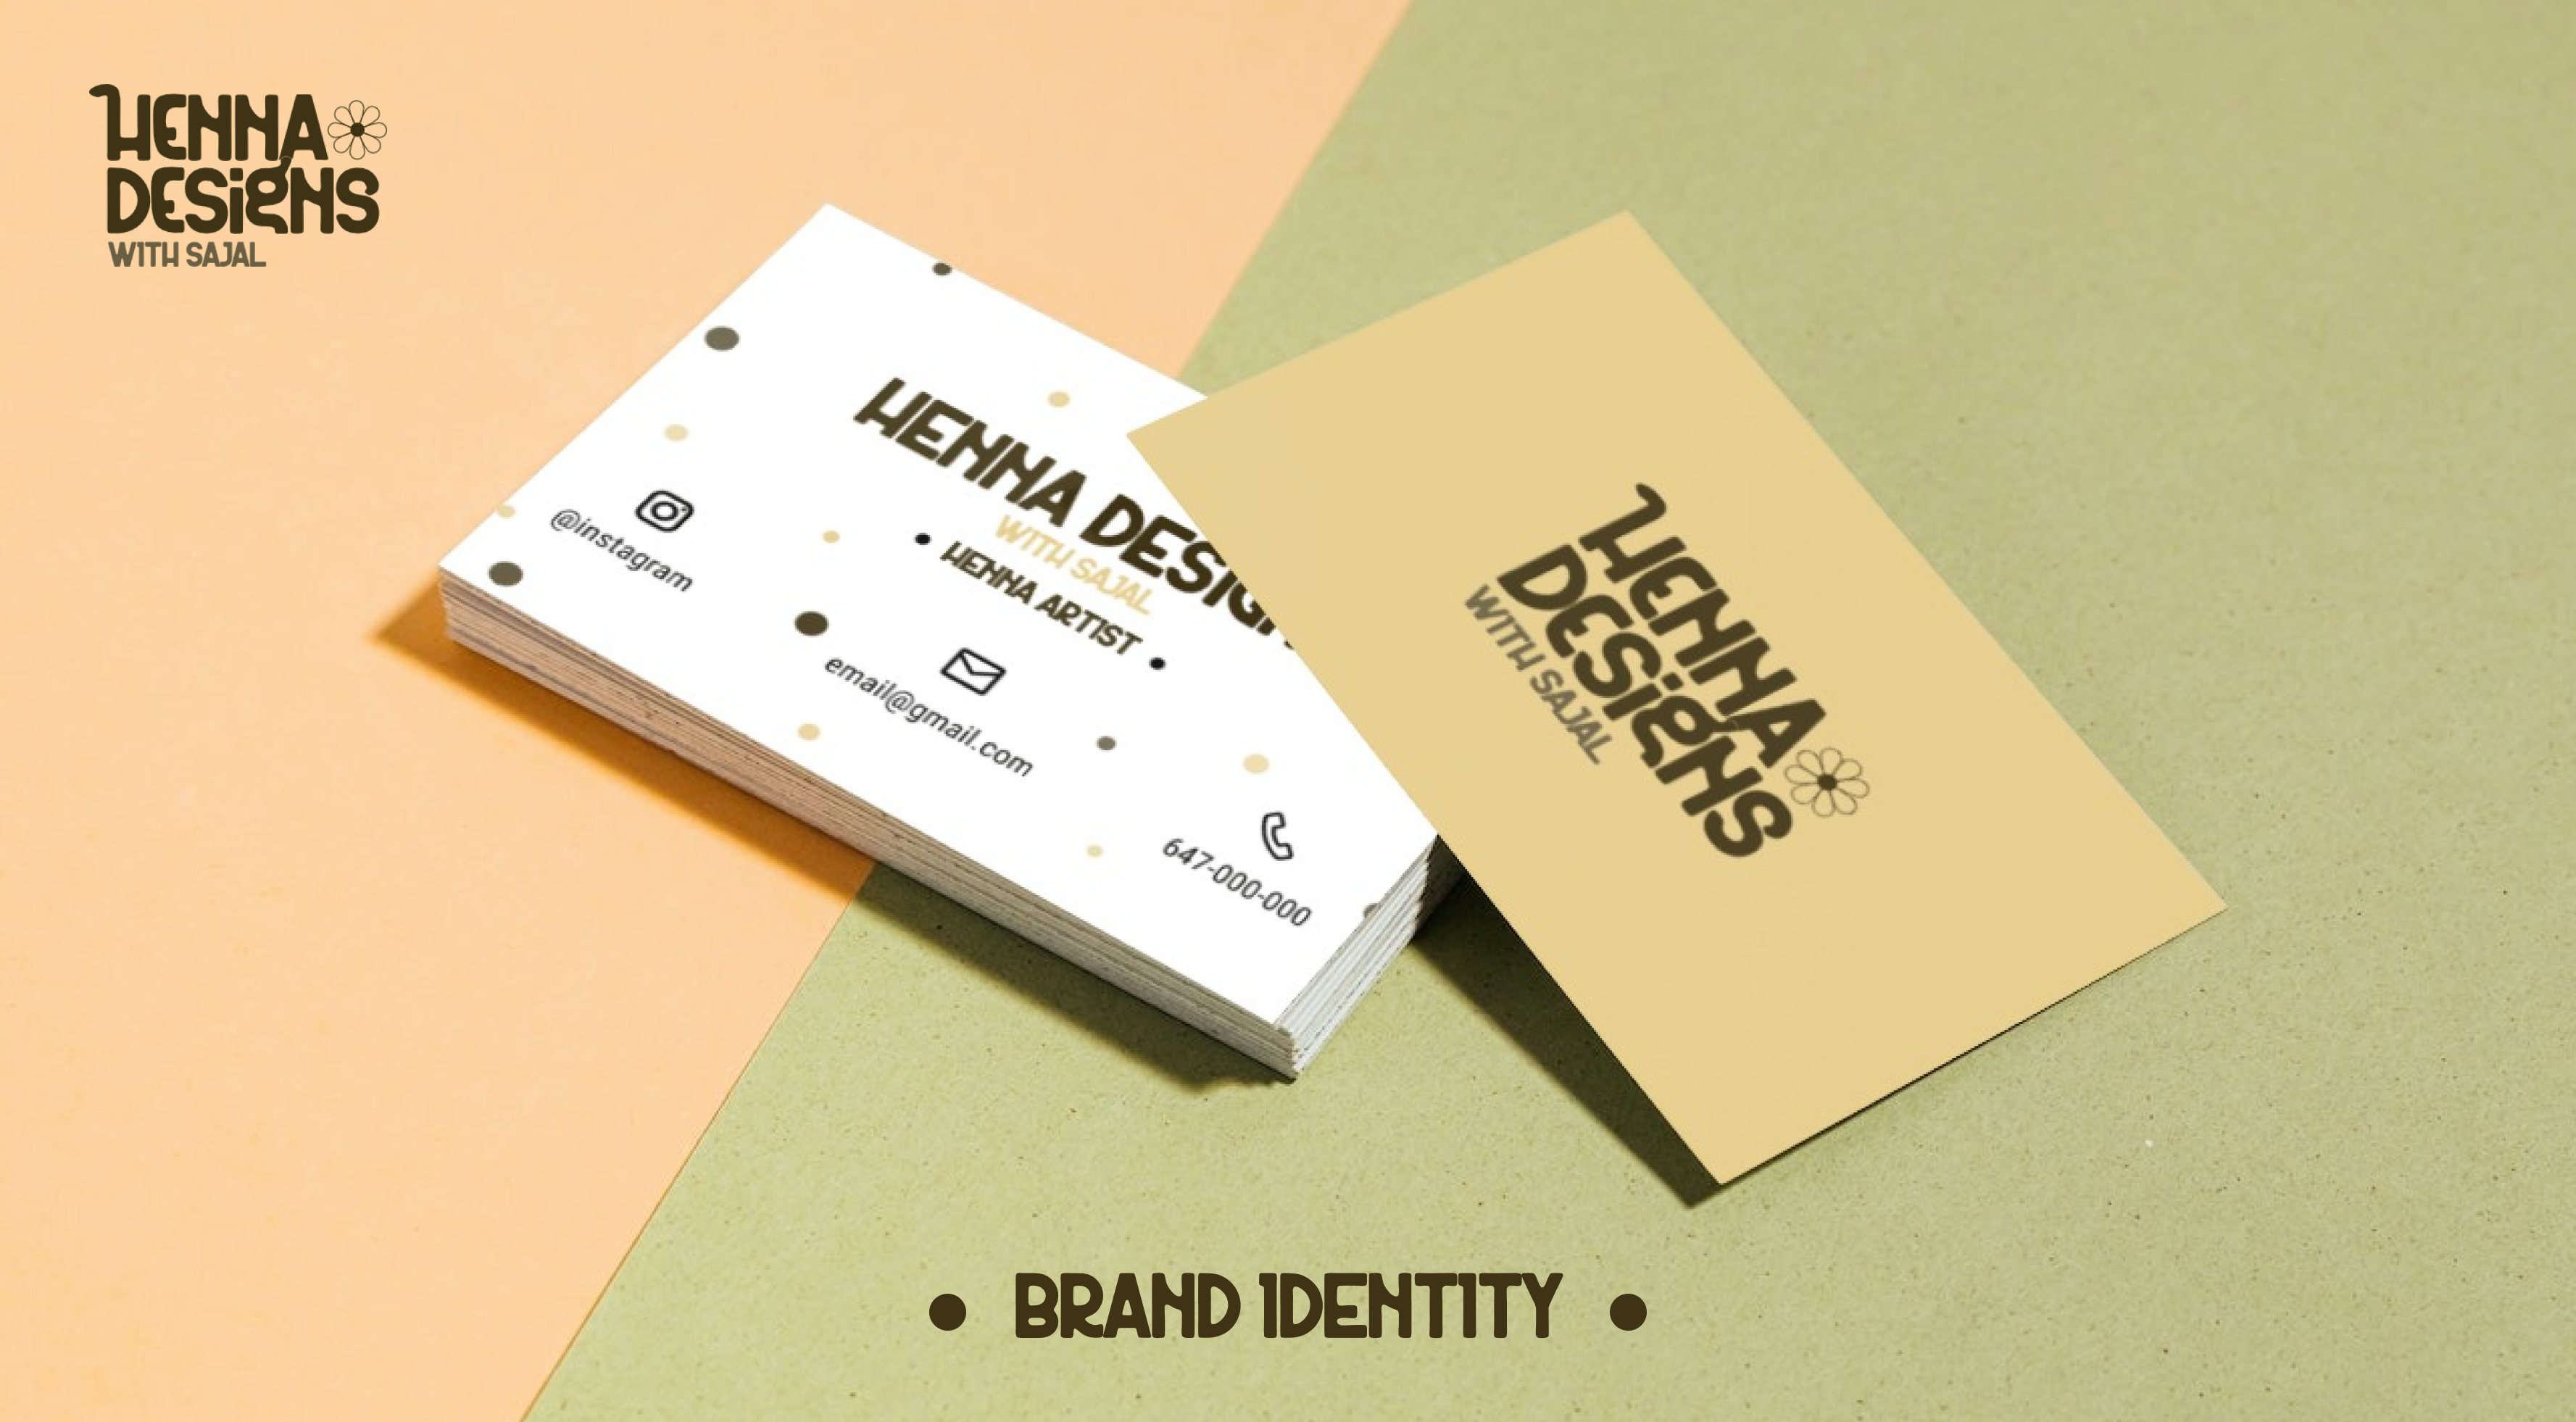 HENNA
DESiGNS
WITH SAJAL
HENNA DESIGN
WITH SAJAL
• HENNA ARTIST •
@instagram
email@gmail.com
647-000-000
HENNA
DESiGNS
WITH SAJAL
• BRAND IDENTITY •